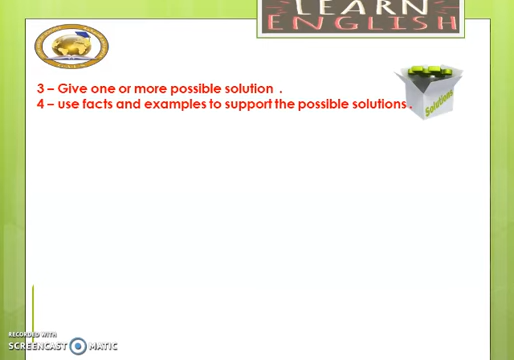 LEARN
ENGLISH
3 – Give one or more possible solution .
4 – use facts and examples to support the possible solutions .
Solutions
RECORDED WITH
SCREENCAST MATIC